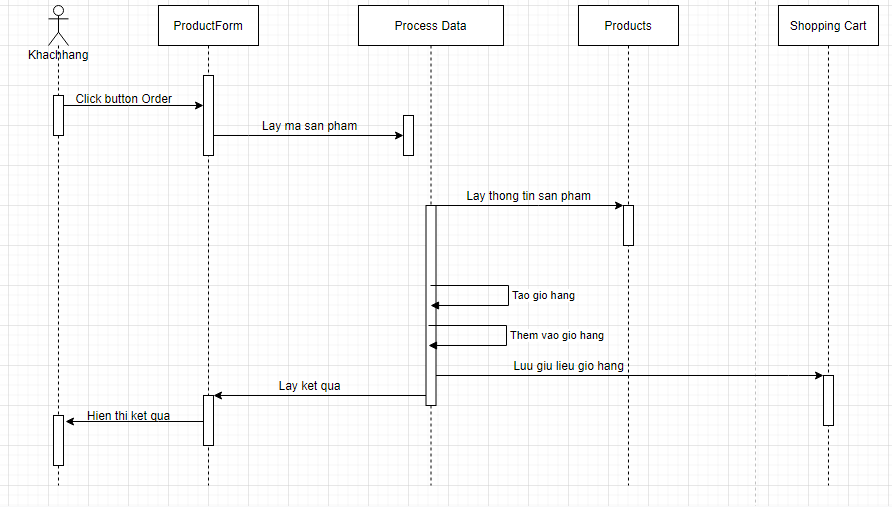 Khachhang
ProductForm
Process Data
Products
Shopping Cart
Click button Order
Lay ma san pham
Lay thong tin san pham
Tao gio hang
Them vao gio hang
Luu giu lieu gio hang
Lay ket qua
Hien thi ket qua